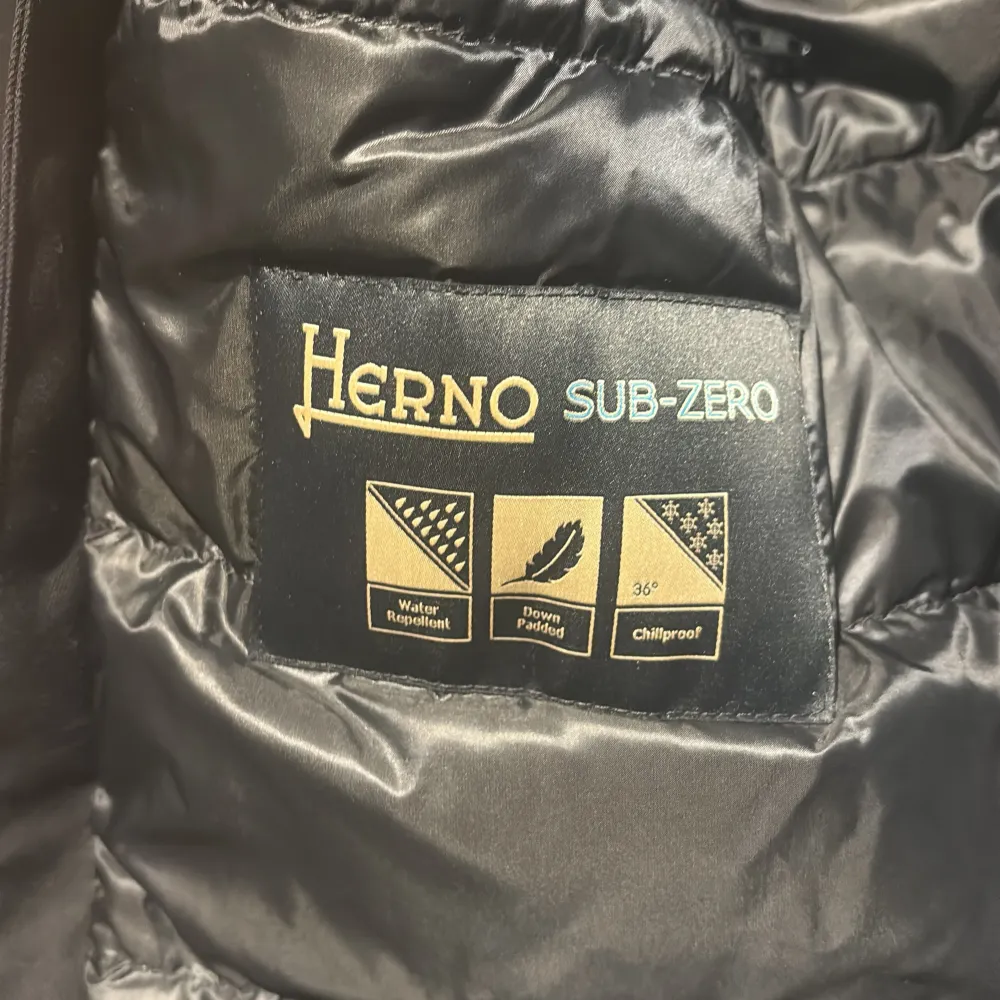 HERNO SUB-ZERO
36°
Water
Repellent
Down
Padded
Chillproof